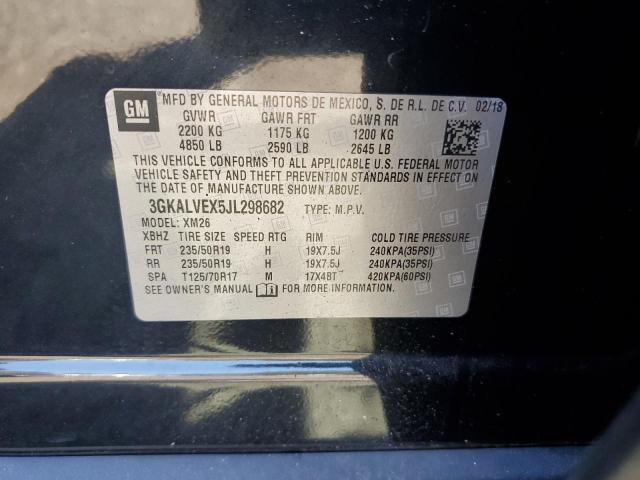 GM MFD BY GENERAL MOTORS DE MEXICO, S. DE R.L. DE C.V. 02/18
GVWR GAWR FRT GAWR RR
2200 KG 1175 KG 1200 KG
4850 LB 2590 LB 2645 LB
THIS VEHICLE CONFORMS TO ALL APPLICABLE U.S. FEDERAL MOTOR
VEHICLE SAFETY AND THEFT PREVENTION STANDARDS IN EFFECT ON
THE DATE OF MANUFACTURE SHOWN ABOVE.
3GKALVEX5JL298682 TYPE: M.P.V.
MODEL: XM26
XBHZ TIRE SIZE SPEED RTG RIM COLD TIRE PRESSURE
FRT 235/50R19 H 19X7.5J 240KPA(35PSI)
RR 235/50R19 H 19X7.5J 240KPA(35PSI)
SPA T125/70R17 M 17X4BT 420KPA(60PSI)
SEE OWNER'S MANUAL FOR MORE INFORMATION